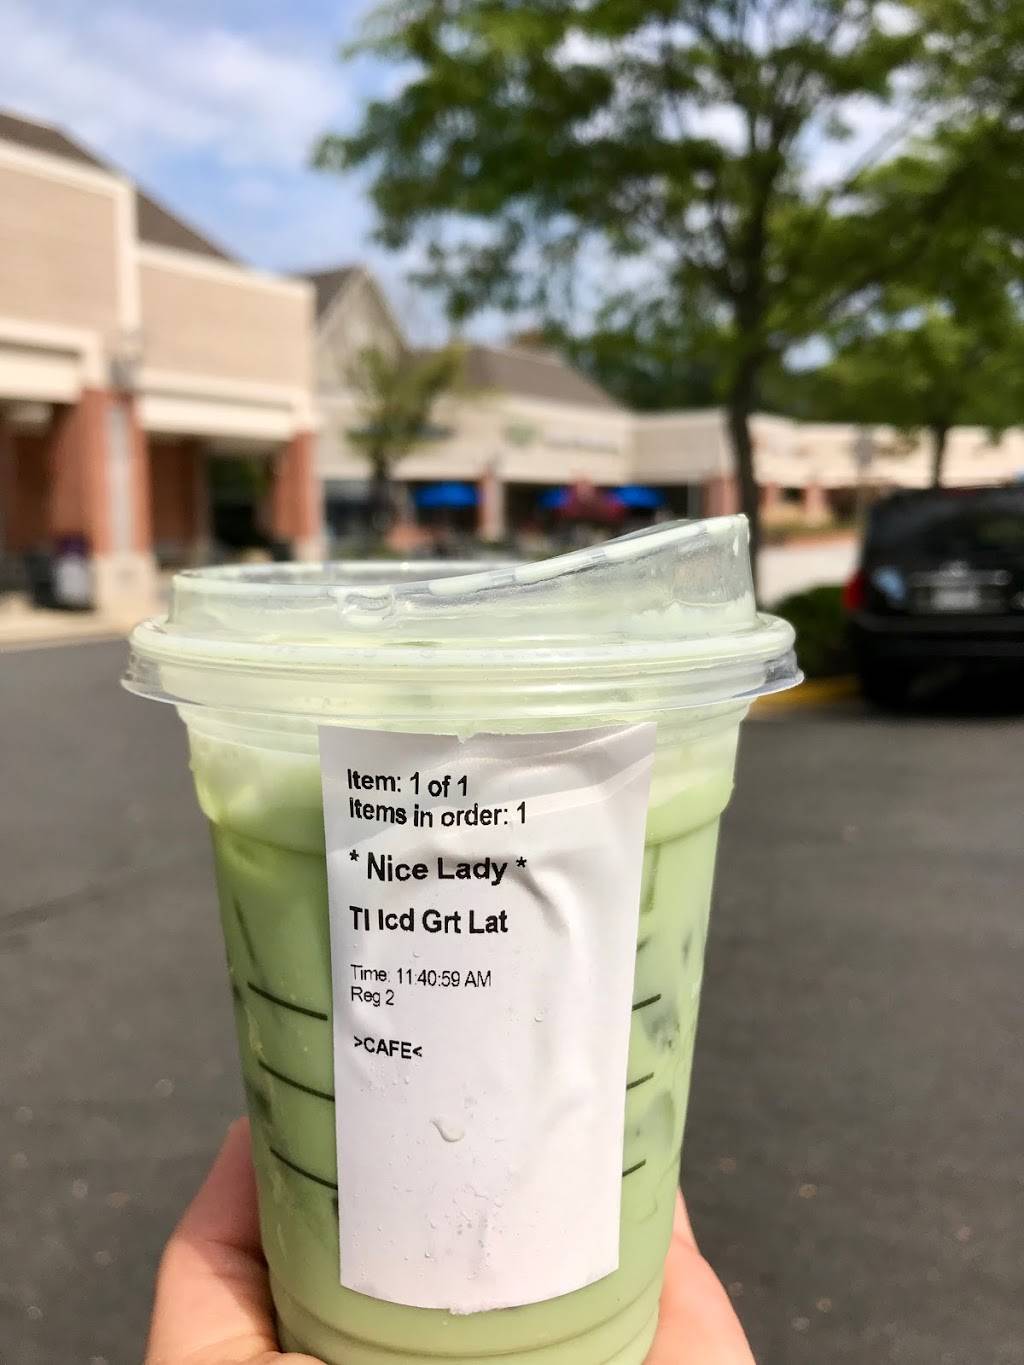 Item: 1 of 1
Items in order: 1
* Nice Lady *
TI Icd Grt Lat
Time: 11:40:59 AM
Reg 2
>CAFE<